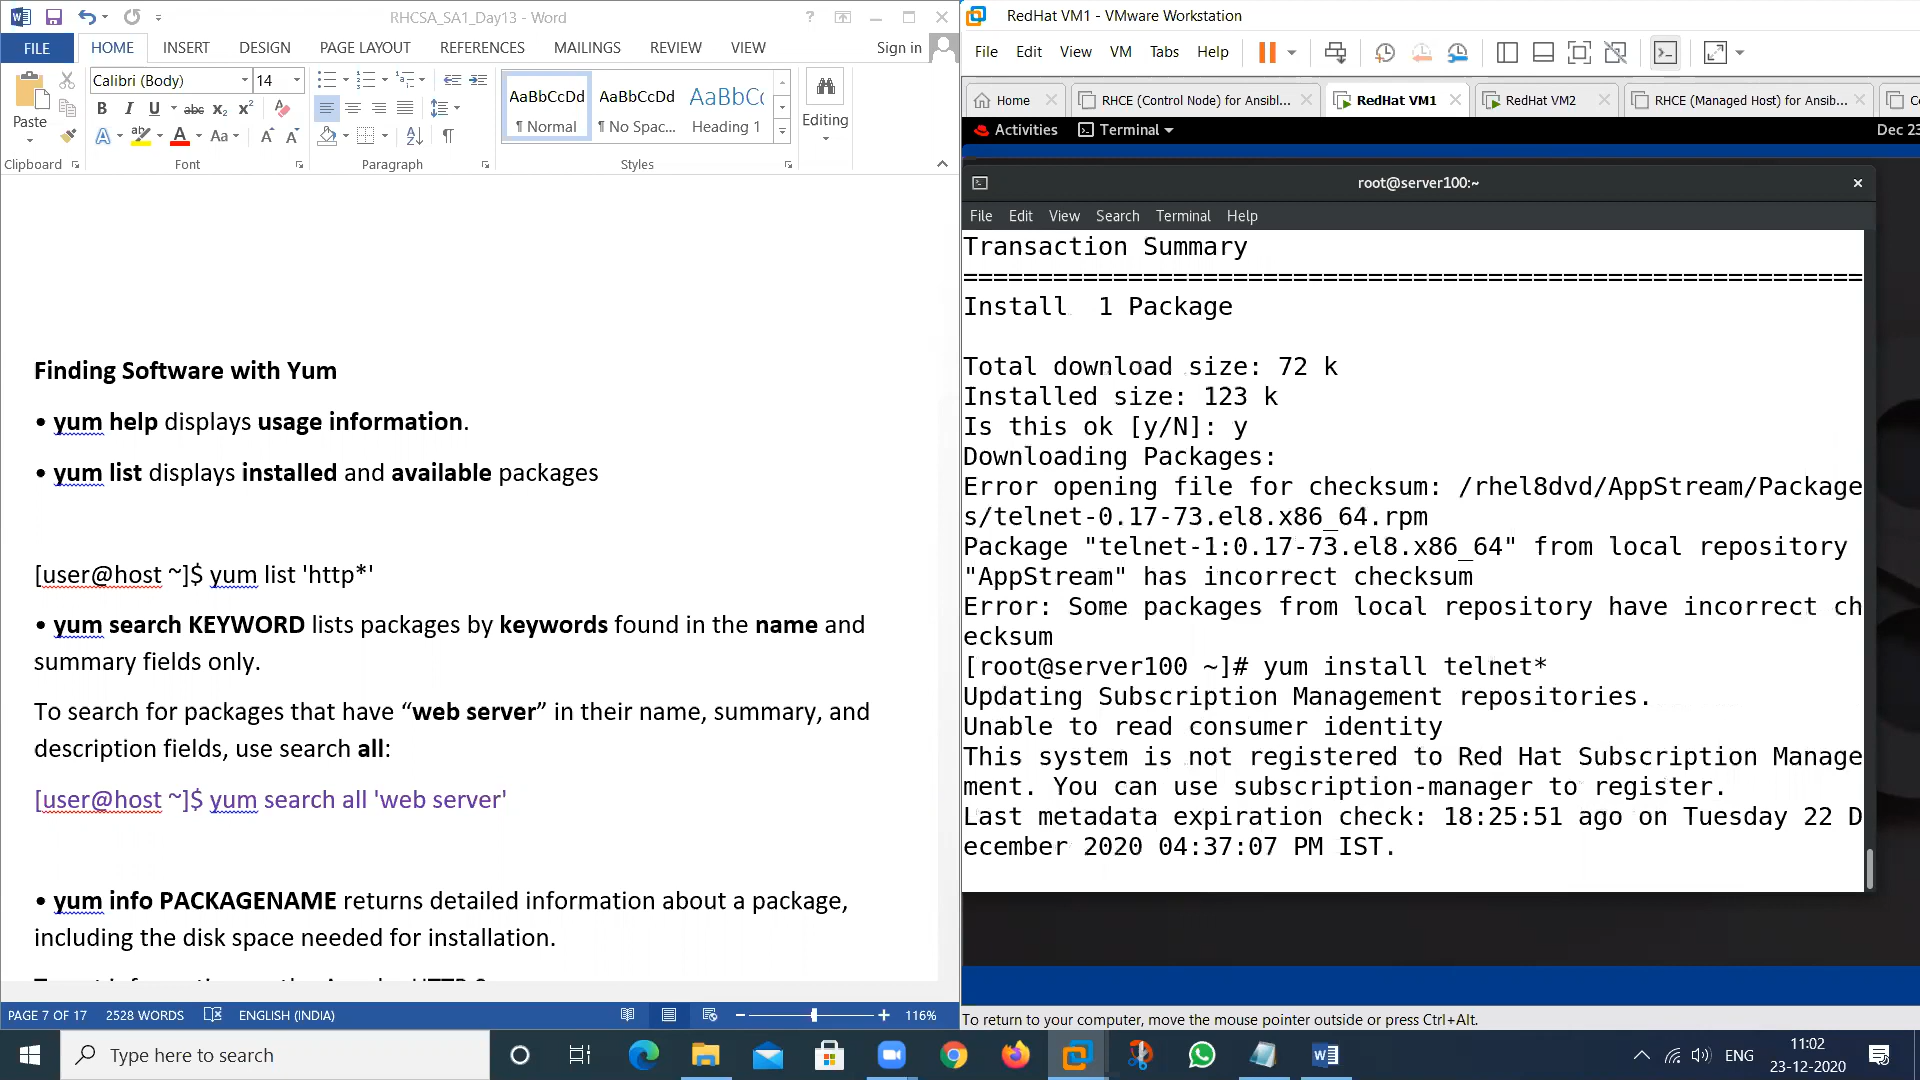 RHCSA_SA1_Day13 - Word
FILE HOME INSERT DESIGN PAGE LAYOUT REFERENCES MAILINGS REVIEW VIEW Sign in
Calibri (Body) 14
Paste
AaBbCcDd AaBbCcDd AaBbCc
¶ Normal ¶ No Spac... Heading 1
Editing
Clipboard Font Paragraph Styles
Finding Software with Yum
• yum help displays usage information.
• yum list displays installed and available packages
[user@host ~]$ yum list 'http*'
• yum search KEYWORD lists packages by keywords found in the name and
summary fields only.
To search for packages that have “web server” in their name, summary, and
description fields, use search all:
[user@host ~]$ yum search all 'web server'
• yum info PACKAGENAME returns detailed information about a package,
including the disk space needed for installation.
PAGE 7 OF 17 2528 WORDS ENGLISH (INDIA) 116%
RedHat VM1 - VMware Workstation
File Edit View VM Tabs Help
Home RHCE (Control Node) for Ansibl... RedHat VM1 RedHat VM2 RHCE (Managed Host) for Ansib...
Activities Terminal Dec 23
root@server100:~
File Edit View Search Terminal Help
Transaction Summary
============================================================
Install  1 Package
Total download size: 72 k
Installed size: 123 k
Is this ok [y/N]: y
Downloading Packages:
Error opening file for checksum: /rhel8dvd/AppStream/Package
s/telnet-0.17-73.el8.x86_64.rpm
Package "telnet-1:0.17-73.el8.x86_64" from local repository
"AppStream" has incorrect checksum
Error: Some packages from local repository have incorrect ch
ecksum
[root@server100 ~]# yum install telnet*
Updating Subscription Management repositories.
Unable to read consumer identity
This system is not registered to Red Hat Subscription Manage
ment. You can use subscription-manager to register.
Last metadata expiration check: 18:25:51 ago on Tuesday 22 D
ecember 2020 04:37:07 PM IST.
To return to your computer, move the mouse pointer outside or press Ctrl+Alt.
Type here to search
ENG
11:02
23-12-2020